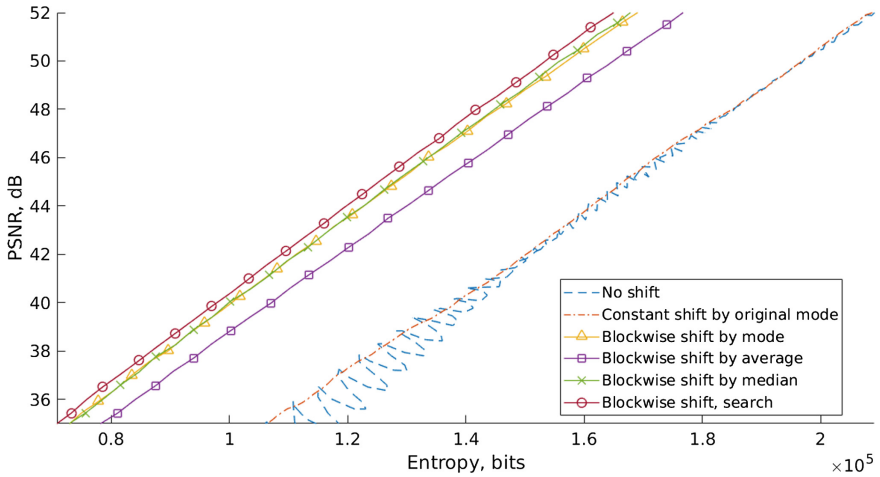 52
50
48
46
44
42
40
38
36
PSNR, dB
No shift
Constant shift by original mode
Blockwise shift by mode
Blockwise shift by average
Blockwise shift by median
Blockwise shift, search
0.8 1 1.2 1.4 1.6 1.8 2
Entropy, bits
×10⁵